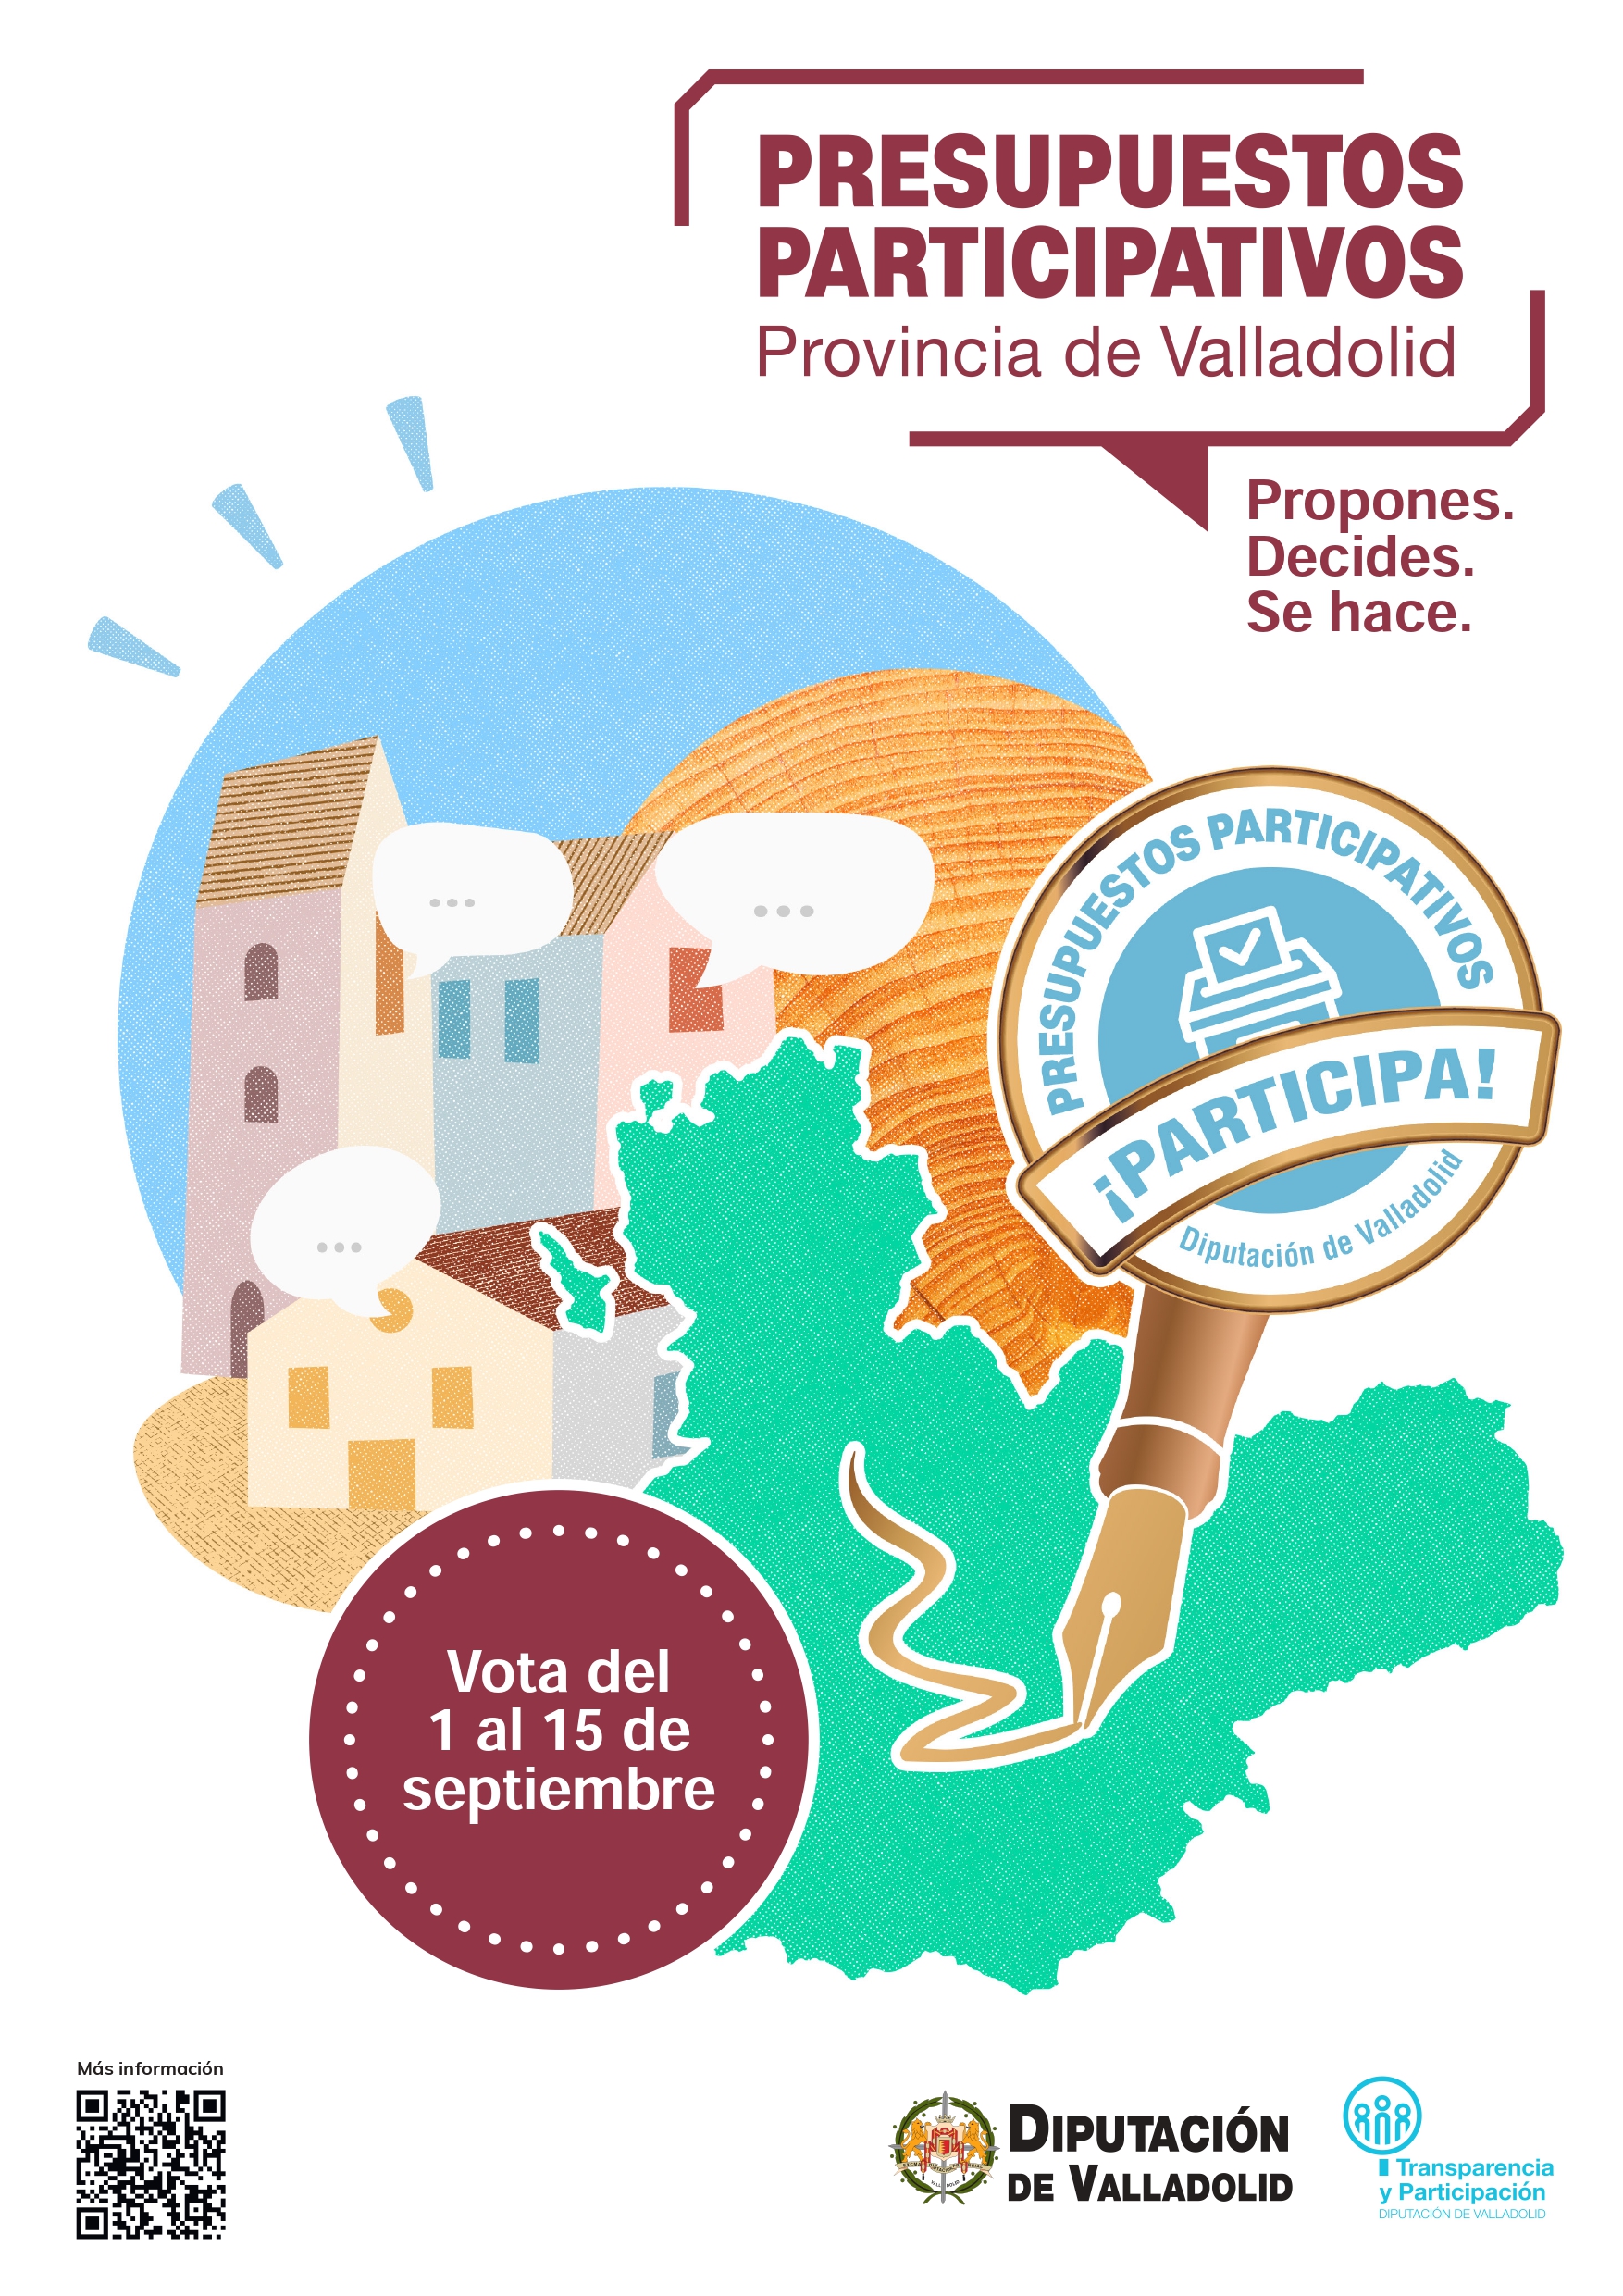 PRESUPUESTOS
PARTICIPATIVOS
Provincia de Valladolid
Propones.
Decides.
Se hace.
PRESUPUESTOS PARTICIPATIVOS
¡PARTICIPA!
Diputación de Valladolid
Vota del
1 al 15 de
septiembre
Más información
DIPUTACIÓN
DE VALLADOLID
Transparencia
y Participación
DIPUTACIÓN DE VALLADOLID